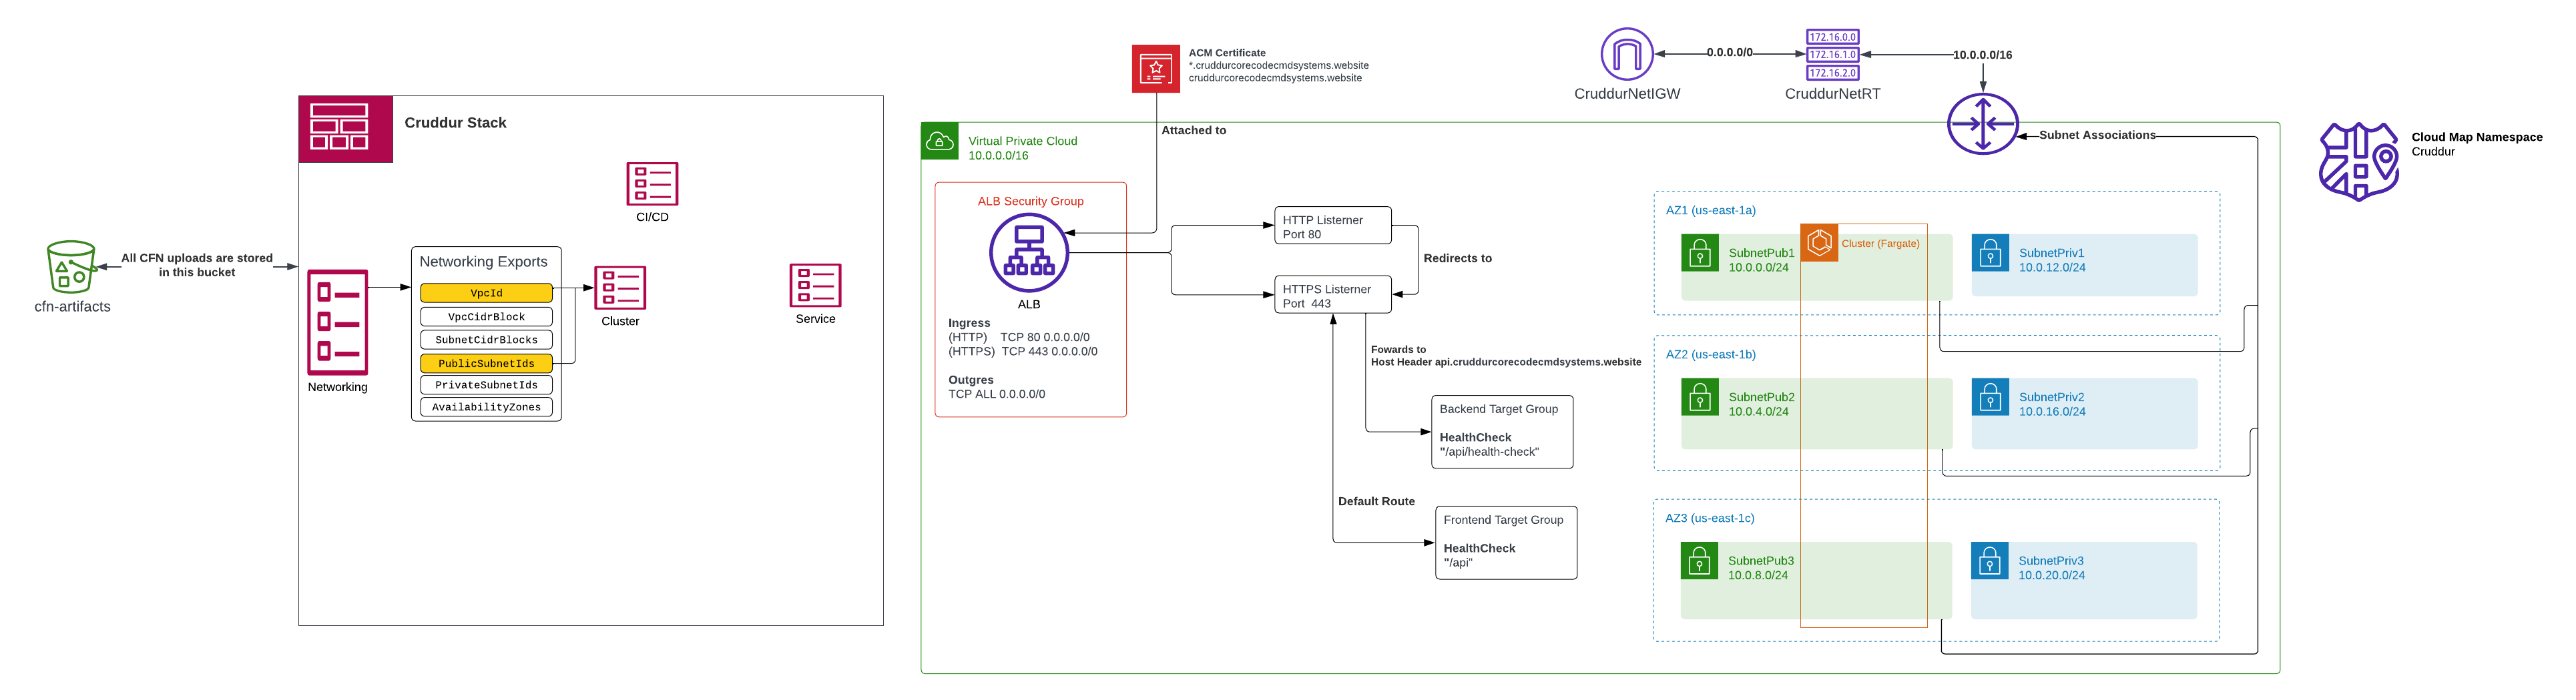 Cruddur Stack
CI/CD
All CFN uploads are stored
in this bucket
cfn-artifacts
Networking
Networking Exports
VpcId
VpcCidrBlock
SubnetCidrBlocks
PublicSubnetIds
PrivateSubnetIds
AvailabilityZones
Cluster
Service
ACM Certificate
*.cruddurcorecodecmdsystems.website
cruddurcorecodecmdsystems.website
Attached to
Virtual Private Cloud
10.0.0.0/16
ALB Security Group
ALB
Ingress
(HTTP) TCP 80 0.0.0.0/0
(HTTPS) TCP 443 0.0.0.0/0
Outgres
TCP ALL 0.0.0.0/0
HTTP Listerner
Port 80
HTTPS Listerner
Port 443
Redirects to
Fowards to
Host Header api.cruddurcorecodecmdsystems.website
Backend Target Group
HealthCheck
"/api/health-check"
Default Route
Frontend Target Group
HealthCheck
"/api"
CruddurNetIGW
0.0.0.0/0
172.16.0.0
172.16.1.0
172.16.2.0
CruddurNetRT
10.0.0.0/16
Subnet Associations
AZ1 (us-east-1a)
Cluster (Fargate)
SubnetPub1
10.0.0.0/24
SubnetPriv1
10.0.12.0/24
AZ2 (us-east-1b)
SubnetPub2
10.0.4.0/24
SubnetPriv2
10.0.16.0/24
AZ3 (us-east-1c)
SubnetPub3
10.0.8.0/24
SubnetPriv3
10.0.20.0/24
Cloud Map Namespace
Cruddur